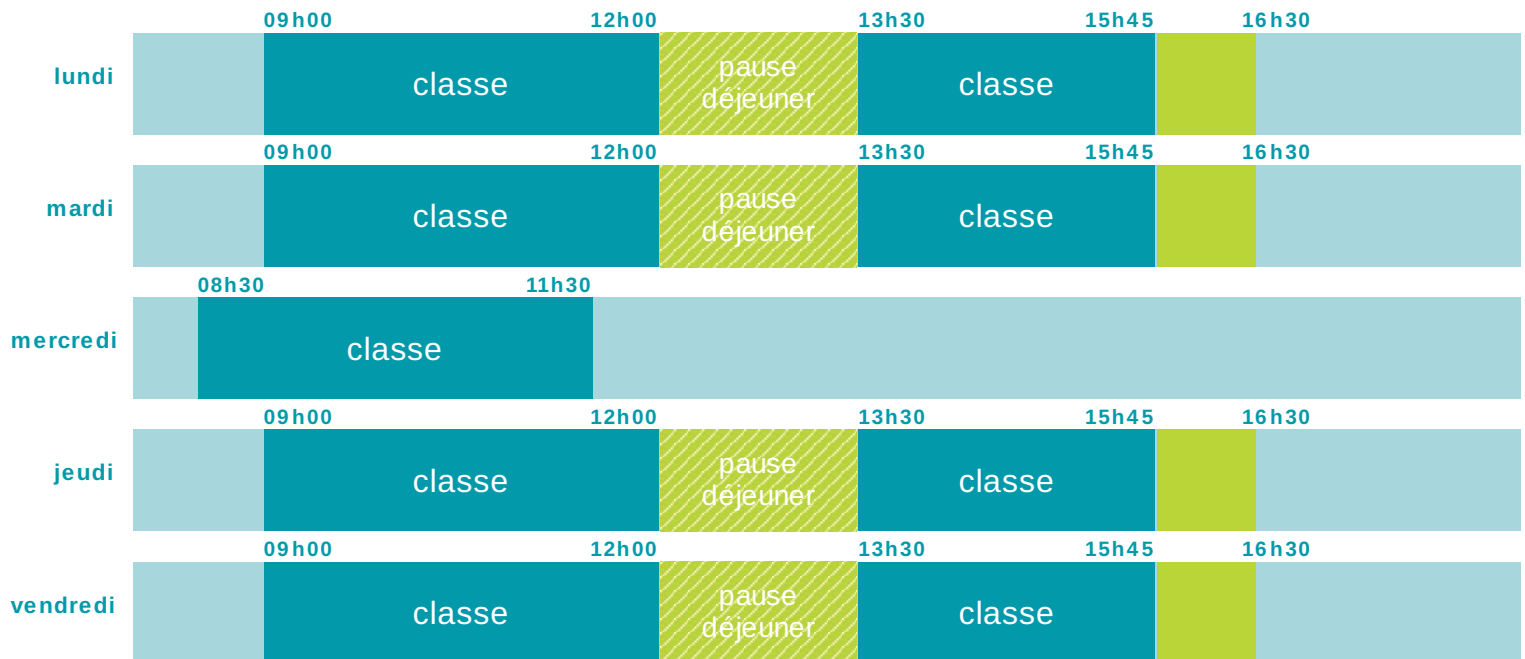 09h00 12h00 13h30 15h45 16h30
lundi classe pause déjeuner classe
09h00 12h00 13h30 15h45 16h30
mardi classe pause déjeuner classe
08h30 11h30
mercredi classe
09h00 12h00 13h30 15h45 16h30
jeudi classe pause déjeuner classe
09h00 12h00 13h30 15h45 16h30
vendredi classe pause déjeuner classe